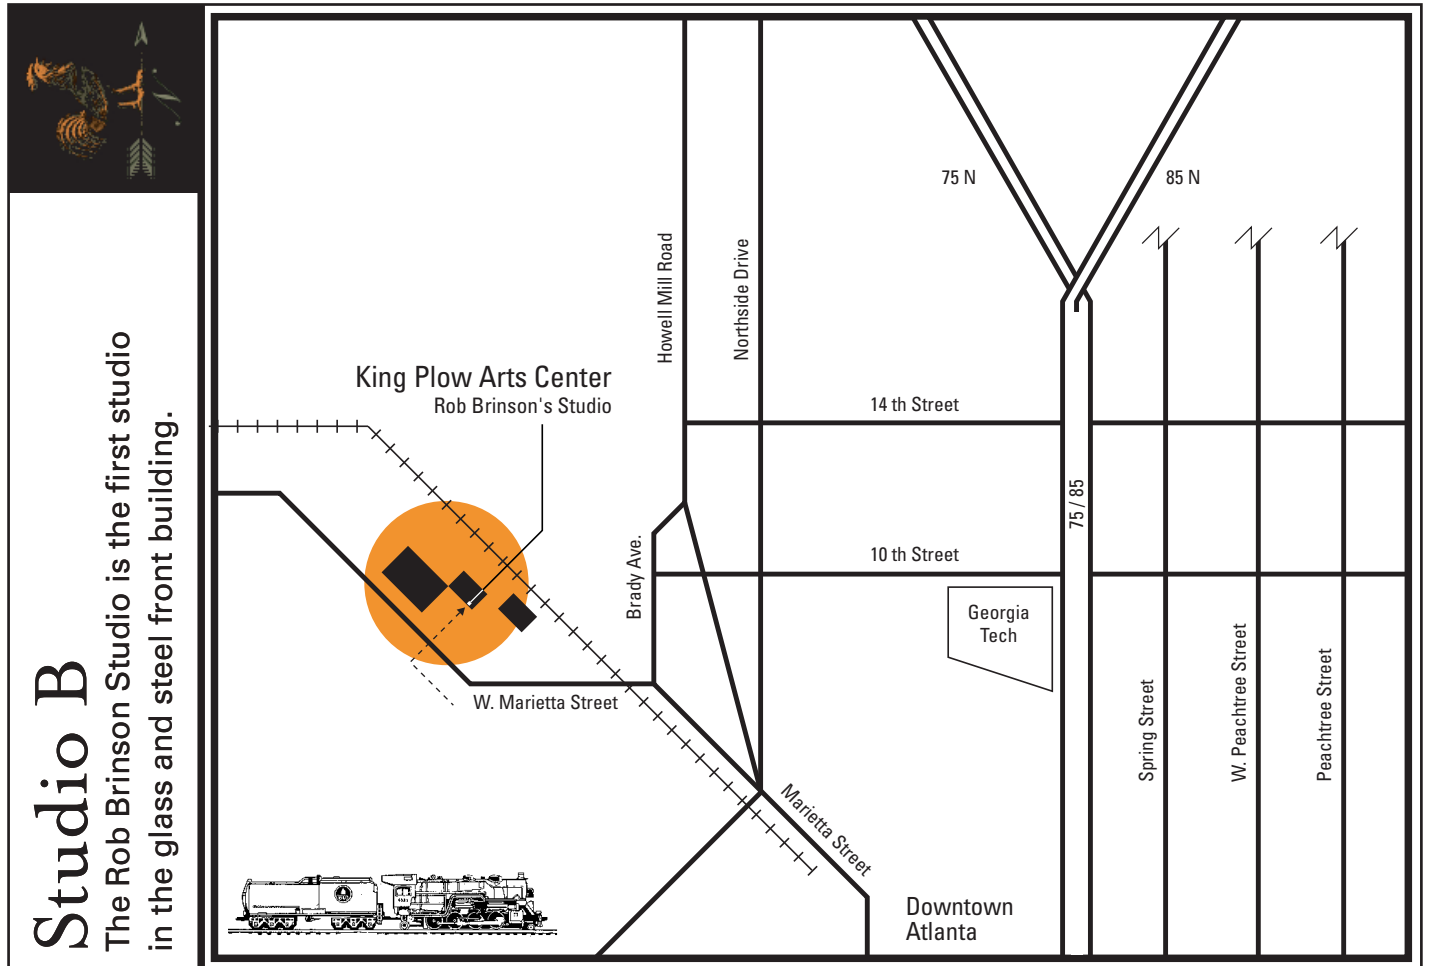 Studio B
The Rob Brinson Studio is the first studio
in the glass and steel front building.
75 N
85 N
Howell Mill Road
Northside Drive
King Plow Arts Center
Rob Brinson's Studio
14 th Street
75 / 85
10 th Street
Brady Ave.
Georgia
Tech
W. Marietta Street
Spring Street
W. Peachtree Street
Peachtree Street
Marietta Street
Downtown
Atlanta